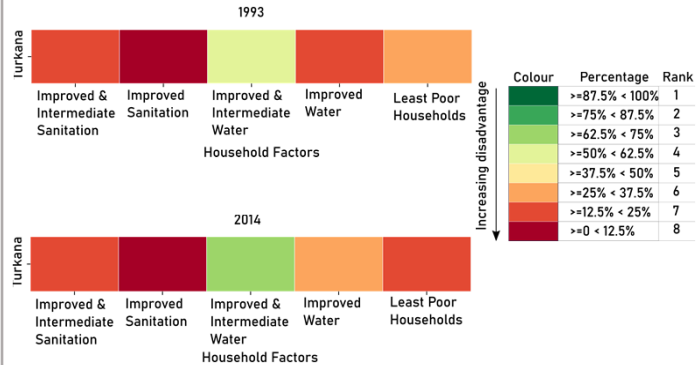 1993
Turkana
Improved &
Intermediate
Sanitation
Improved
Sanitation
Improved &
Intermediate
Water
Improved
Water
Least Poor
Households
Household Factors
2014
Turkana
Improved &
Intermediate
Sanitation
Improved
Sanitation
Improved &
Intermediate
Water
Improved
Water
Least Poor
Households
Household Factors
Increasing disadvantage
Colour Percentage Rank
>=87.5% < 100% 1
>=75% < 87.5% 2
>=62.5% < 75% 3
>=50% < 62.5% 4
>=37.5% < 50% 5
>=25% < 37.5% 6
>=12.5% < 25% 7
>=0 < 12.5% 8